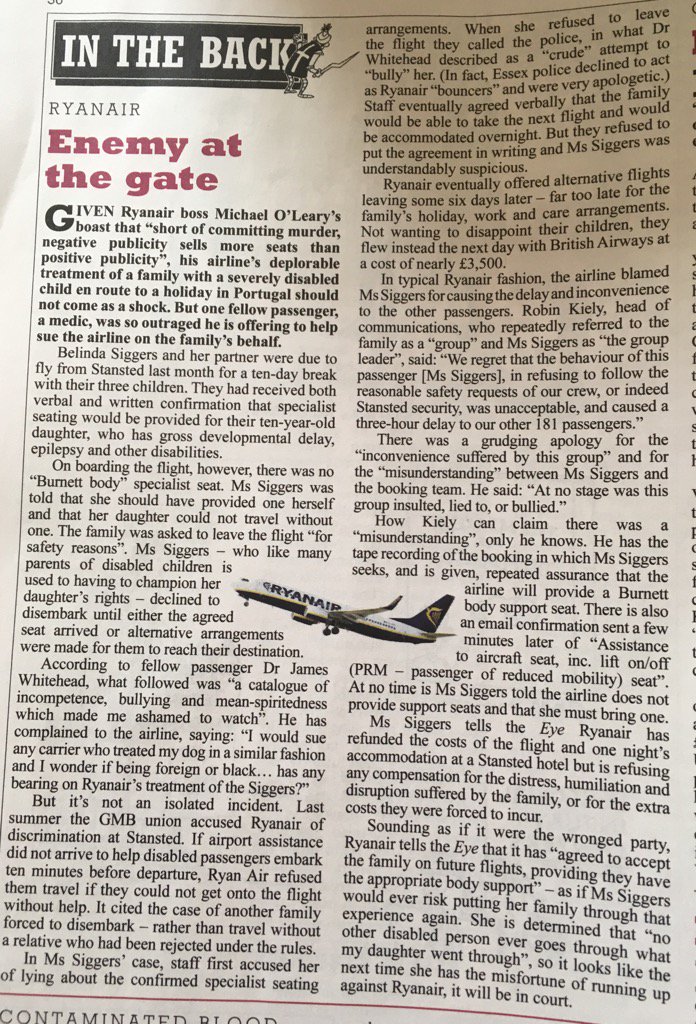 IN THE BACK
RYANAIR
Enemy at
the gate
GIVEN Ryanair boss Michael O'Leary's
boast that "short of committing murder,
negative publicity sells more seats than
positive publicity", his airline's deplorable
treatment of a family with a severely disabled
child en route to a holiday in Portugal should
not come as a shock. But one fellow passenger,
a medic, was so outraged he is offering to help
sue the airline on the family's behalf.
Belinda Siggers and her partner were due to
fly from Stansted last month for a ten-day break
with their three children. They had received both
verbal and written confirmation that specialist
seating would be provided for their ten-year-old
daughter, who has gross developmental delay,
epilepsy and other disabilities.
On boarding the flight, however, there was no
"Burnett body" specialist seat. Ms Siggers was
told that she should have provided one herself
and that her daughter could not travel without
one. The family was asked to leave the flight "for
safety reasons". Ms Siggers – who like many
parents of disabled children is
used to having to champion her
daughter's rights – declined to
disembark until either the agreed
seat arrived or alternative arrangements
were made for them to reach their destination.
According to fellow passenger Dr James
Whitehead, what followed was "a catalogue of
incompetence, bullying and mean-spiritedness
which made me ashamed to watch". He has
complained to the airline, saying: "I would sue
any carrier who treated my dog in a similar fashion
and I wonder if being foreign or black... has any
bearing on Ryanair's treatment of the Siggers?"
But it's not an isolated incident. Last
summer the GMB union accused Ryanair of
discrimination at Stansted. If airport assistance
did not arrive to help disabled passengers embark
ten minutes before departure, Ryan Air refused
them travel if they could not get onto the flight
without help. It cited the case of another family
forced to disembark – rather than travel without
a relative who had been rejected under the rules.
In Ms Siggers' case, staff first accused her
of lying about the confirmed specialist seating
arrangements. When she refused to leave
the flight they called the police, in what Dr
Whitehead described as a "crude" attempt to
"bully" her. (In fact, Essex police declined to act
as Ryanair "bouncers" and were very apologetic.)
Staff eventually agreed verbally that the family
would be able to take the next flight and would
be accommodated overnight. But they refused to
put the agreement in writing and Ms Siggers was
understandably suspicious.
Ryanair eventually offered alternative flights
leaving some six days later – far too late for the
family's holiday, work and care arrangements.
Not wanting to disappoint their children, they
flew instead the next day with British Airways at
a cost of nearly £3,500.
In typical Ryanair fashion, the airline blamed
Ms Siggers for causing the delay and inconvenience
to the other passengers. Robin Kiely, head of
communications, who repeatedly referred to the
family as a "group" and Ms Siggers as "the group
leader", said: "We regret that the behaviour of this
passenger [Ms Siggers], in refusing to follow the
reasonable safety requests of our crew, or indeed
Stansted security, was unacceptable, and caused a
three-hour delay to our other 181 passengers."
There was a grudging apology for the
"inconvenience suffered by this group" and for
the "misunderstanding" between Ms Siggers and
the booking team. He said: "At no stage was this
group insulted, lied to, or bullied."
How Kiely can claim there was a
"misunderstanding", only he knows. He has the
tape recording of the booking in which Ms Siggers
seeks, and is given, repeated assurance that the
airline will provide a Burnett
body support seat. There is also
an email confirmation sent a few
minutes later of "Assistance
to aircraft seat, inc. lift on/off
(PRM – passenger of reduced mobility) seat".
At no time is Ms Siggers told the airline does not
provide support seats and that she must bring one.
Ms Siggers tells the Eye Ryanair has
refunded the costs of the flight and one night's
accommodation at a Stansted hotel but is refusing
any compensation for the distress, humiliation and
disruption suffered by the family, or for the extra
costs they were forced to incur.
Sounding as if it were the wronged party,
Ryanair tells the Eye that it has "agreed to accept
the family on future flights, providing they have
the appropriate body support" – as if Ms Siggers
would ever risk putting her family through that
experience again. She is determined that "no
other disabled person ever goes through what
my daughter went through", so it looks like the
next time she has the misfortune of running up
against Ryanair, it will be in court.
RYANAIR
CONTAMINATED BLOOD